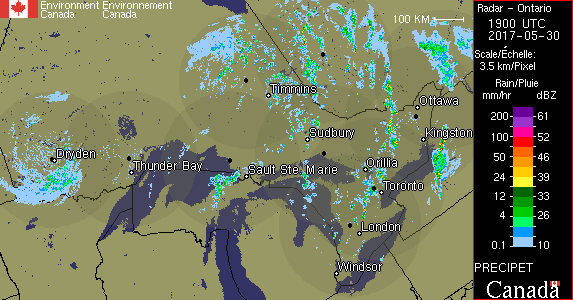 Environment Environnement
Canada Canada
100 KM
Timmins
Ottawa
Sudbury
Kingston
Dryden
Thunder Bay
Sault Ste. Marie
Orillia
Toronto
London
Windsor
Radar - Ontario
1900 UTC
2017-05-30
Scale/Échelle:
3.5 km/Pixel
Rain/Pluie
mm/hr dBZ
200 61
100 52
50 46
24 39
12 33
4 26
0.1 10
PRECIPET
Canada